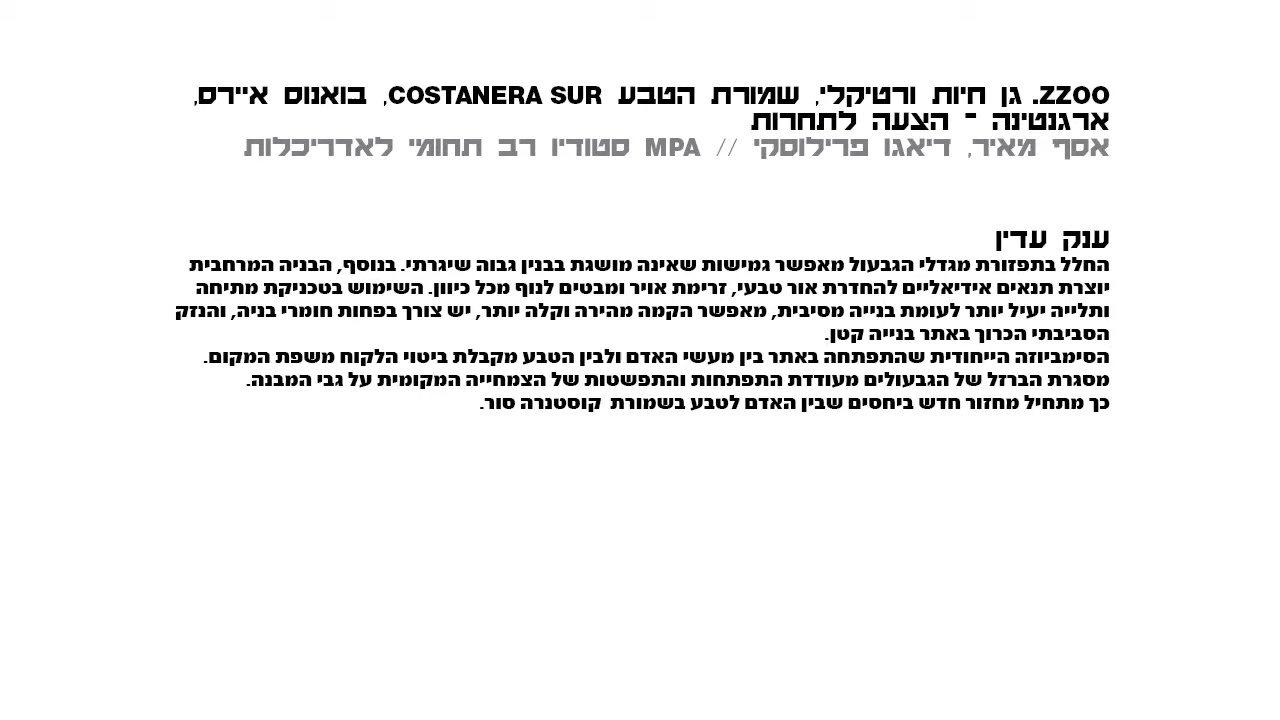 ZZOO. גן חיות ורטיקלי, שמורת הטבע COSTANERA SUR, בואנוס איירס,
ארגנטינה - הצעה לתחרות
אסף מאיר, דיאגו פרילוסקי // MPA סטודיו רב תחומי לאדריכלות
ענק עדין
החלל בתפזורת מגדלי הגבעול מאפשר גמישות שאינה מושגת בבנין גבוה שיגרתי. בנוסף, הבניה המרחבית
יוצרת תנאים אידיאליים להחדרת אור טבעי, זרימת אויר ומבטים לנוף מכל כיוון. השימוש בטכניקת מתיחה
ותלייה יעיל יותר לעומת בנייה מסיבית, מאפשר הקמה מהירה וקלה יותר, יש צורך בפחות חומרי בניה, והנזק
הסביבתי הכרוך באתר בנייה קטן.
הסימביוזה הייחודית שהתפתחה באתר בין מעשי האדם ולבין הטבע מקבלת ביטוי הלקוח משפת המקום.
מסגרת הברזל של הגבעולים מעודדת התפתחות והתפשטות של הצמחייה המקומית על גבי המבנה.
כך מתחיל מחזור חדש ביחסים שבין האדם לטבע בשמורת קוסטנרה סור.